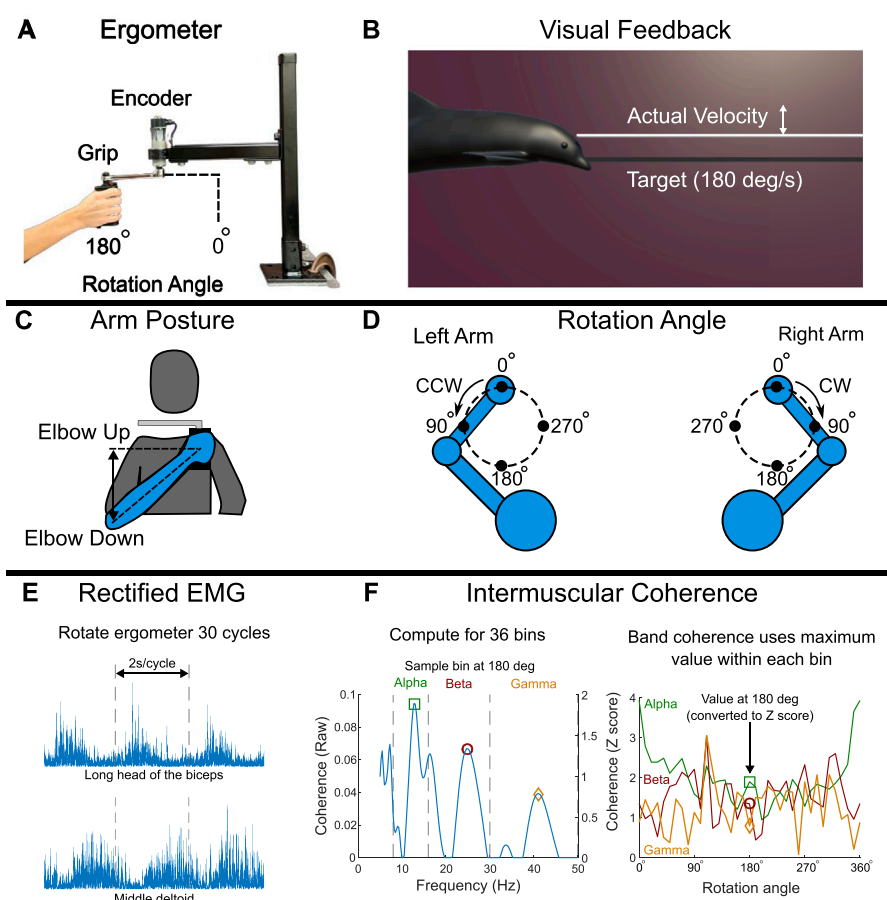 A
Ergometer
Encoder
Grip
180°
0°
Rotation Angle
B
Visual Feedback
Actual Velocity
Target (180 deg/s)
C
Arm Posture
Elbow Up
Elbow Down
D
Rotation Angle
Left Arm
0°
CCW
90°
270°
180°
Right Arm
0°
CW
270°
90°
180°
E
Rectified EMG
Rotate ergometer 30 cycles
2s/cycle
Long head of the biceps
Middle deltoid
F
Intermuscular Coherence
Compute for 36 bins
Sample bin at 180 deg
Alpha
Beta
Gamma
Coherence (Raw)
0.1
0.08
0.06
0.04
0.02
0
0
10
20
30
40
50
Frequency (Hz)
2
1.5
1
0.5
0
Band coherence uses maximum
value within each bin
Coherence (Z score)
4
3
2
1
0
Alpha
Value at 180 deg
(converted to Z score)
Beta
Gamma
0°
90°
180°
270°
360°
Rotation angle